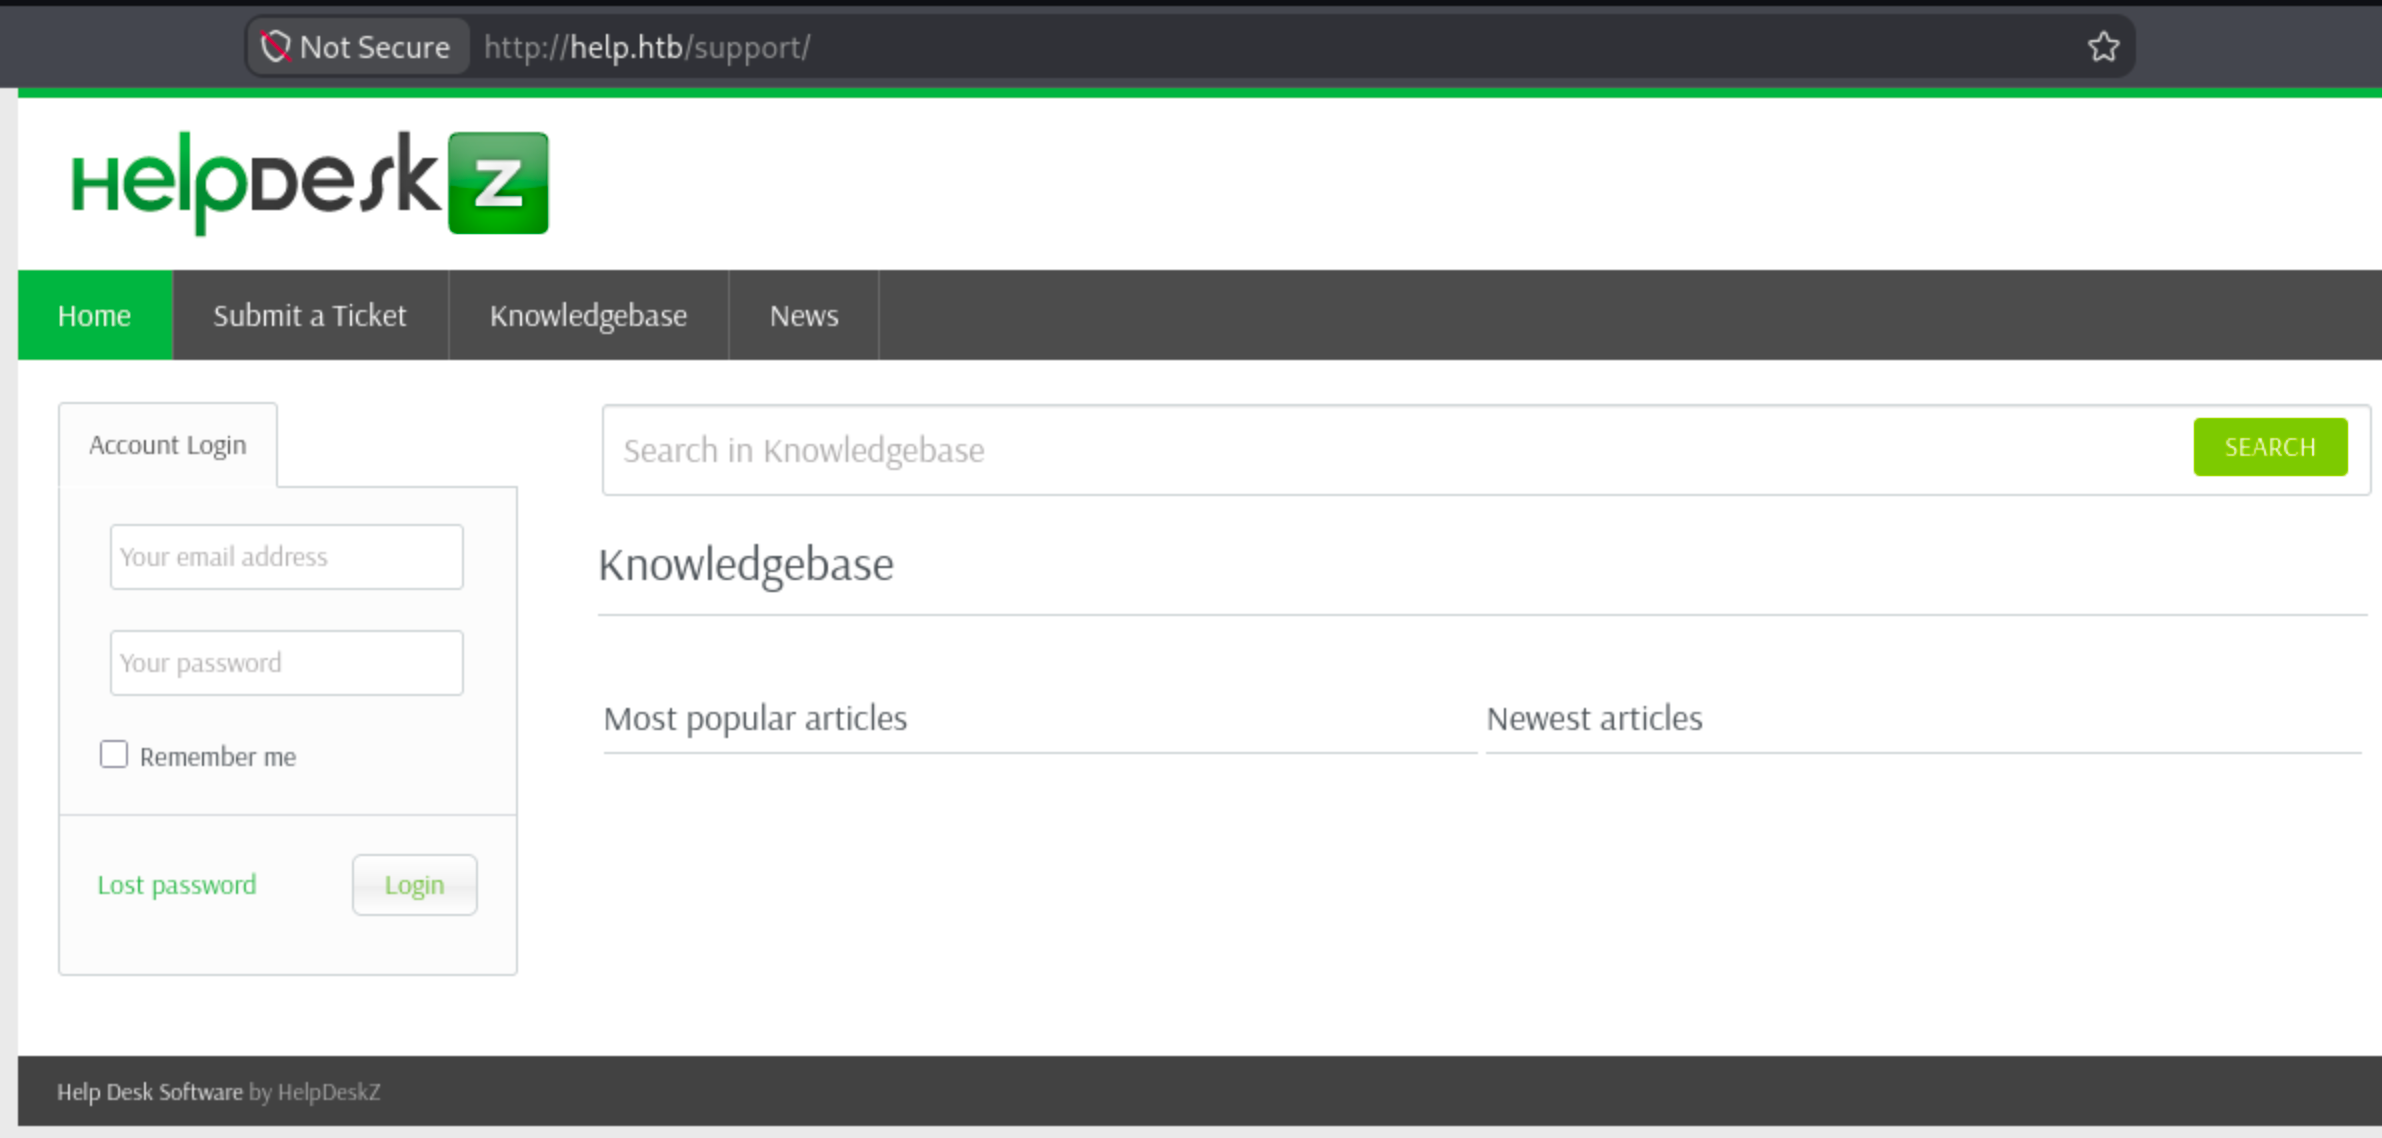 Not Secure http://help.htb/support/
HelpDesk Z
Home Submit a Ticket Knowledgebase News
Account Login
Your email address
Your password
Remember me
Lost password Login
Search in Knowledgebase SEARCH
Knowledgebase
Most popular articles Newest articles
Help Desk Software by HelpDeskZ